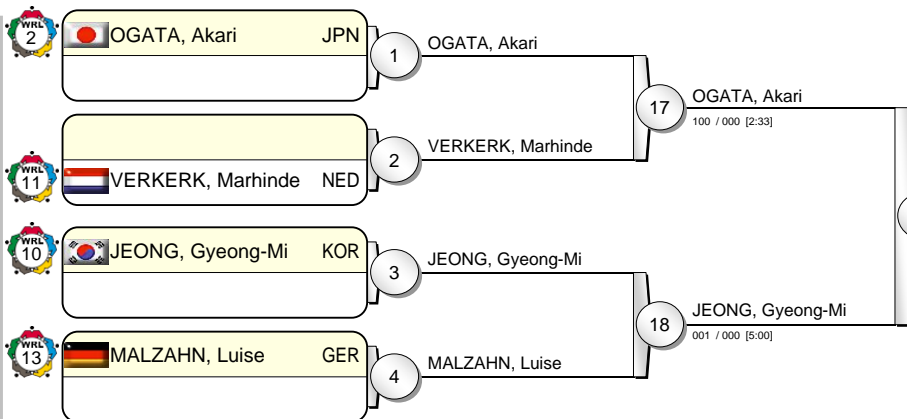 WRL
2
OGATA, Akari JPN
1
OGATA, Akari
17
OGATA, Akari
100 / 000 [2:33]
2
VERKERK, Marhinde
WRL
11
VERKERK, Marhinde NED
WRL
10
JEONG, Gyeong-Mi KOR
3
JEONG, Gyeong-Mi
18
JEONG, Gyeong-Mi
001 / 000 [5:00]
WRL
13
MALZAHN, Luise GER
4
MALZAHN, Luise